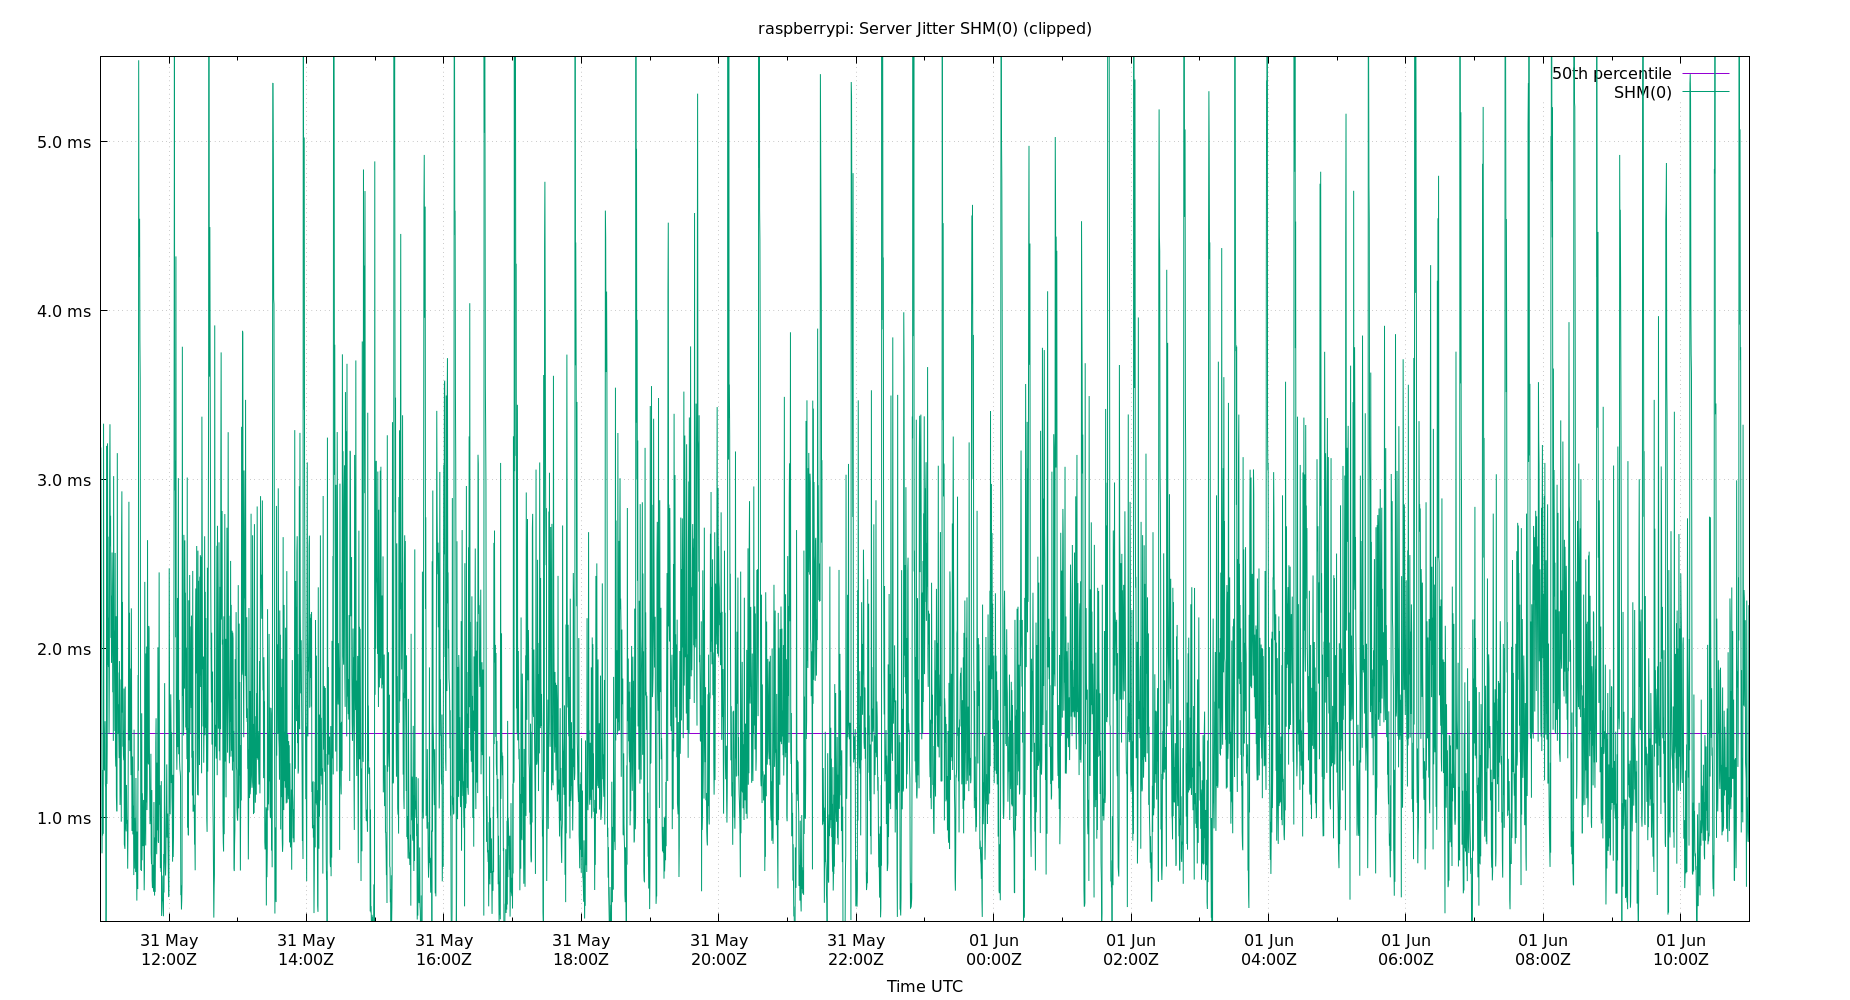 raspberrypi: Server Jitter SHM(0) (clipped)
50th percentile
SHM(0)
5.0 ms
4.0 ms
3.0 ms
2.0 ms
1.0 ms
31 May 31 May 31 May 31 May 31 May 31 May 01 Jun 01 Jun 01 Jun 01 Jun 01 Jun 01 Jun
12:00Z 14:00Z 16:00Z 18:00Z 20:00Z 22:00Z 00:00Z 02:00Z 04:00Z 06:00Z 08:00Z 10:00Z
Time UTC